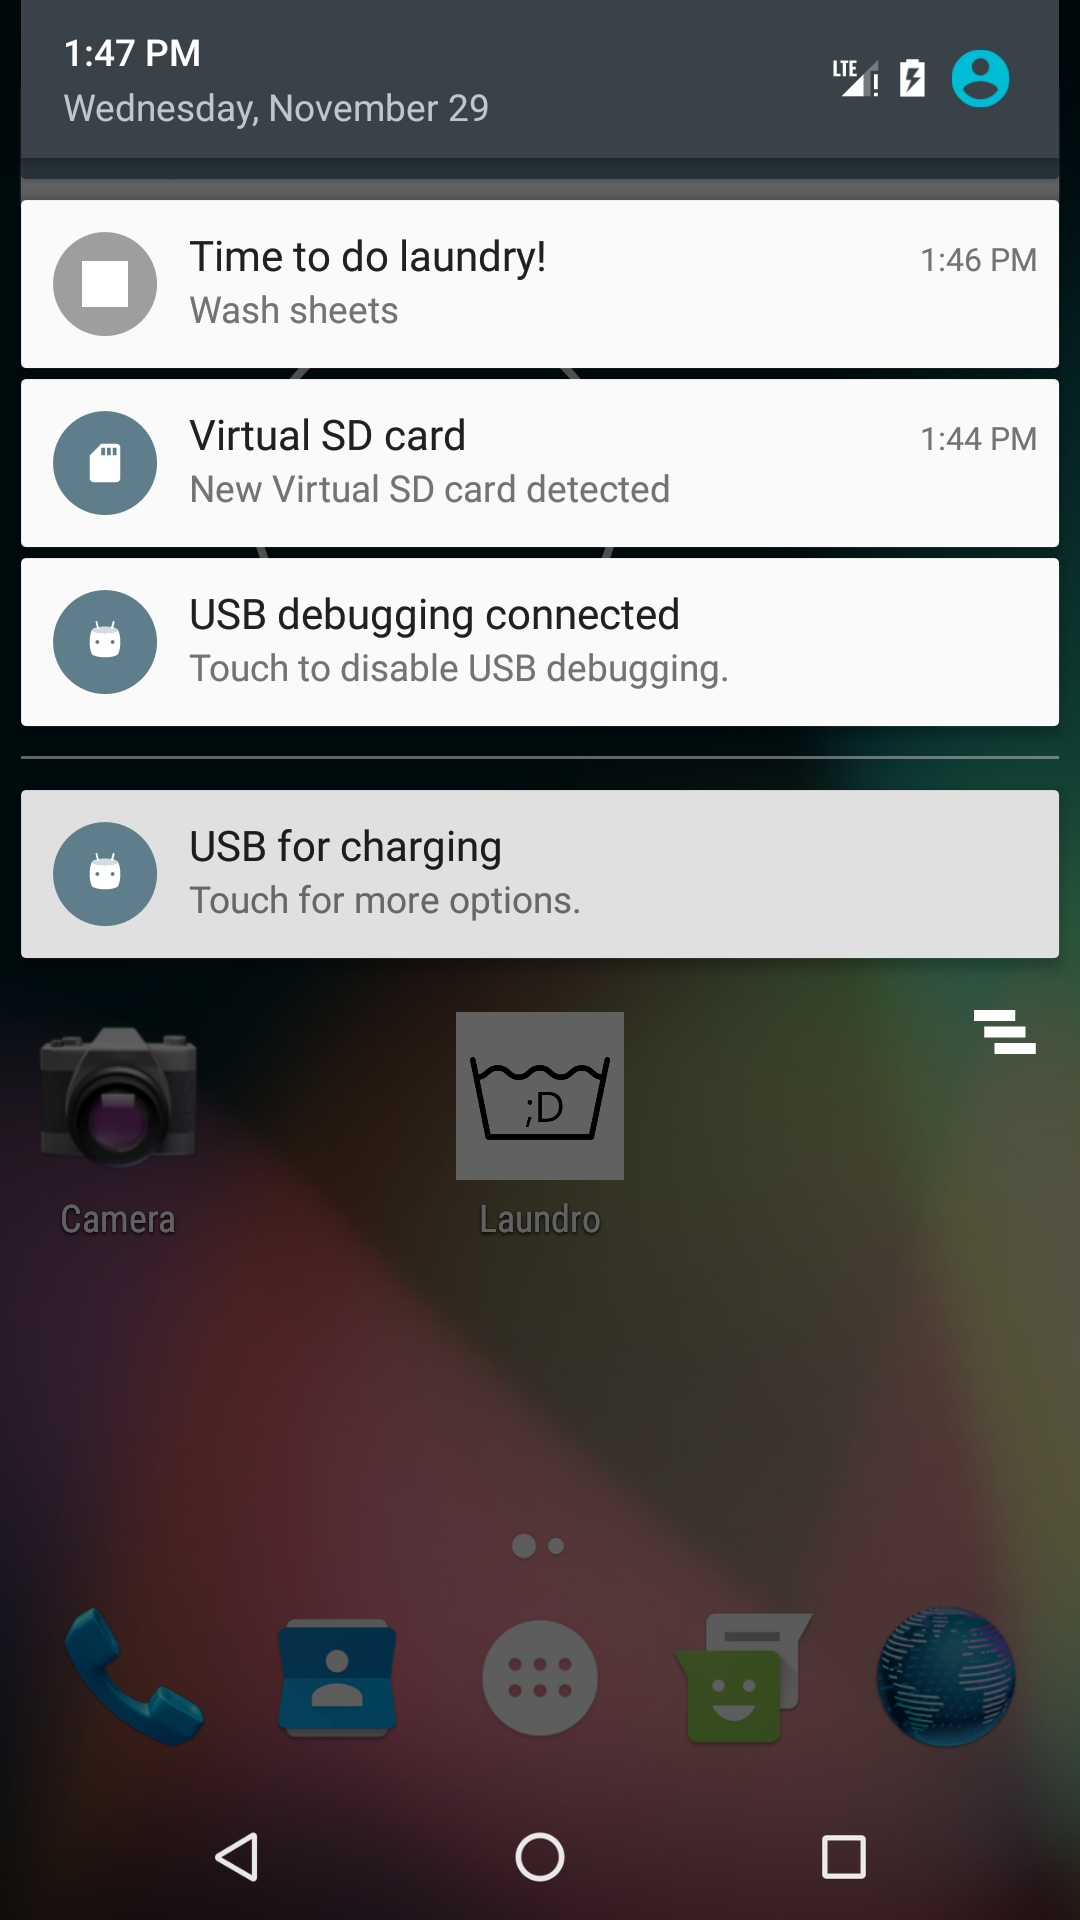 1:47 PM
Wednesday, November 29
LTE
Time to do laundry!
1:46 PM
Wash sheets
Virtual SD card
1:44 PM
New Virtual SD card detected
USB debugging connected
Touch to disable USB debugging.
USB for charging
Touch for more options.
;D
Camera
Laundro